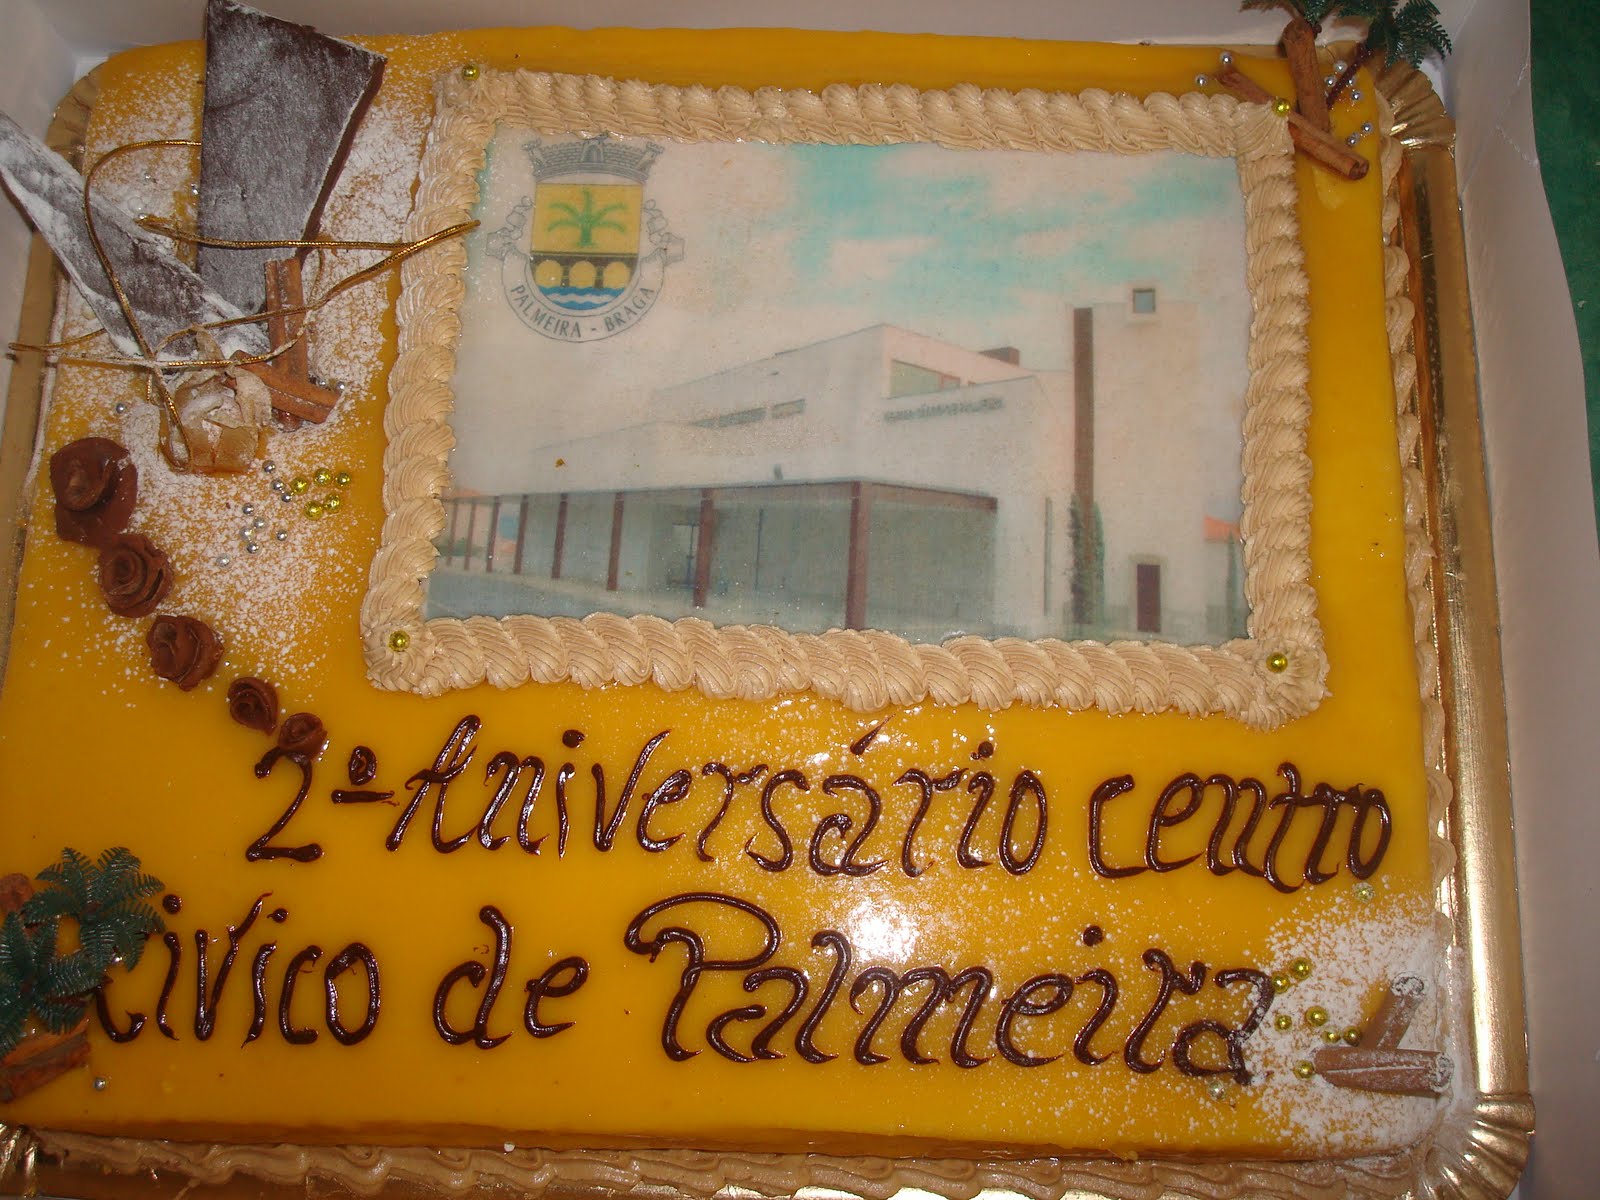 PALMEIRA - BRAGA
2º Aniversário centro
civico de Palmeira